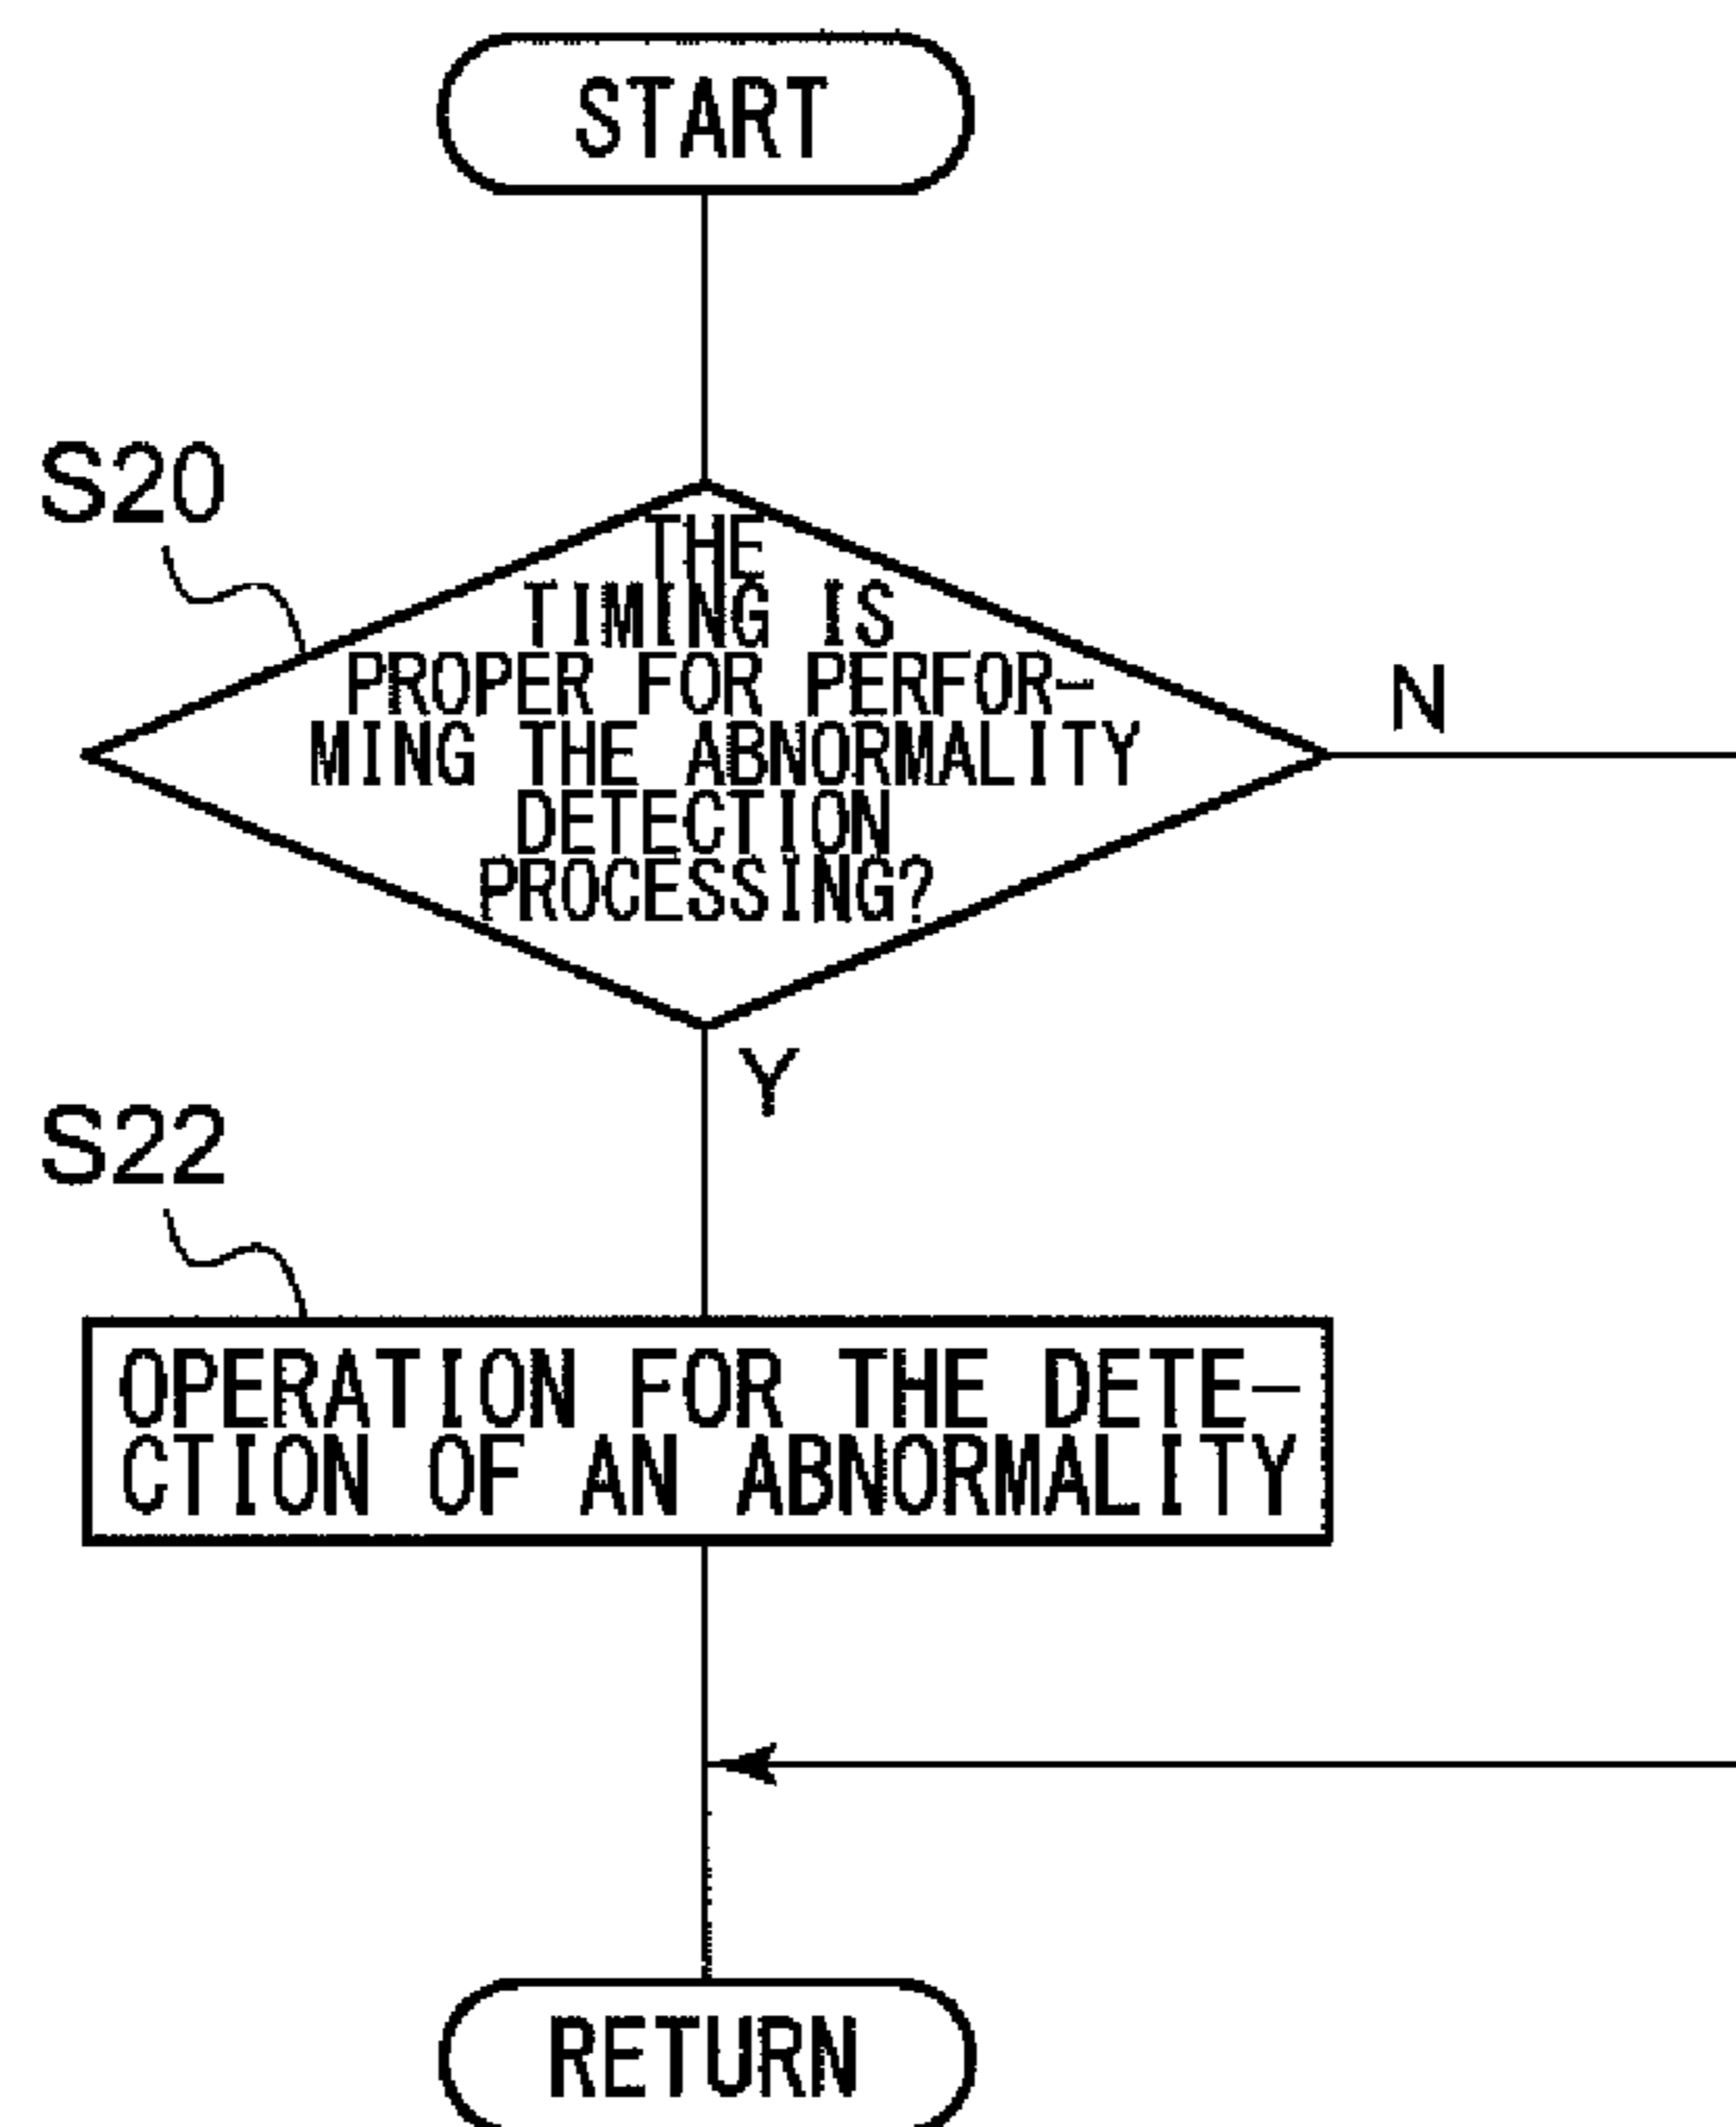 START
S20
THE
TIMING IS
PROPER FOR PERFOR-
MING THE ABNORMALITY
DETECTION
PROCESSING?
N
Y
S22
OPERATION FOR THE DETE-
CTION OF AN ABNORMALITY
RETURN